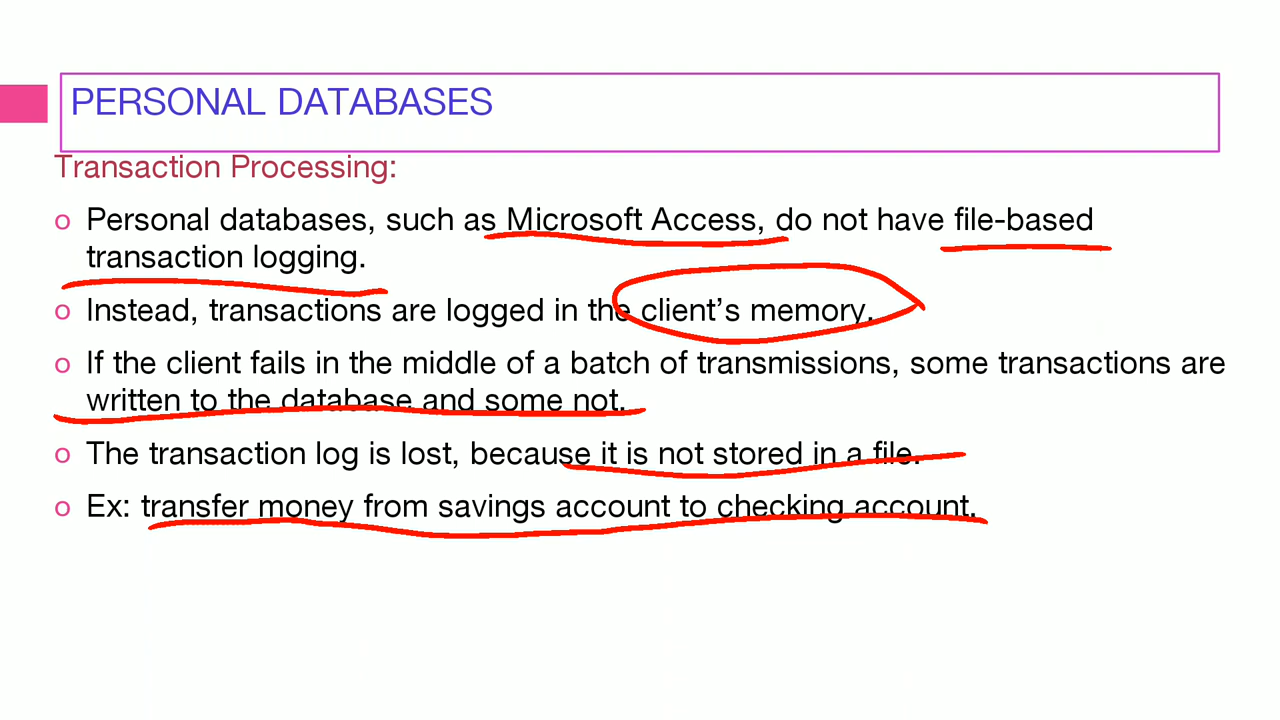 PERSONAL DATABASES
Transaction Processing:
o Personal databases, such as Microsoft Access, do not have file-based
transaction logging.
o Instead, transactions are logged in the client's memory.
o If the client fails in the middle of a batch of transmissions, some transactions are
written to the database and some not.
o The transaction log is lost, because it is not stored in a file.
o Ex: transfer money from savings account to checking account.